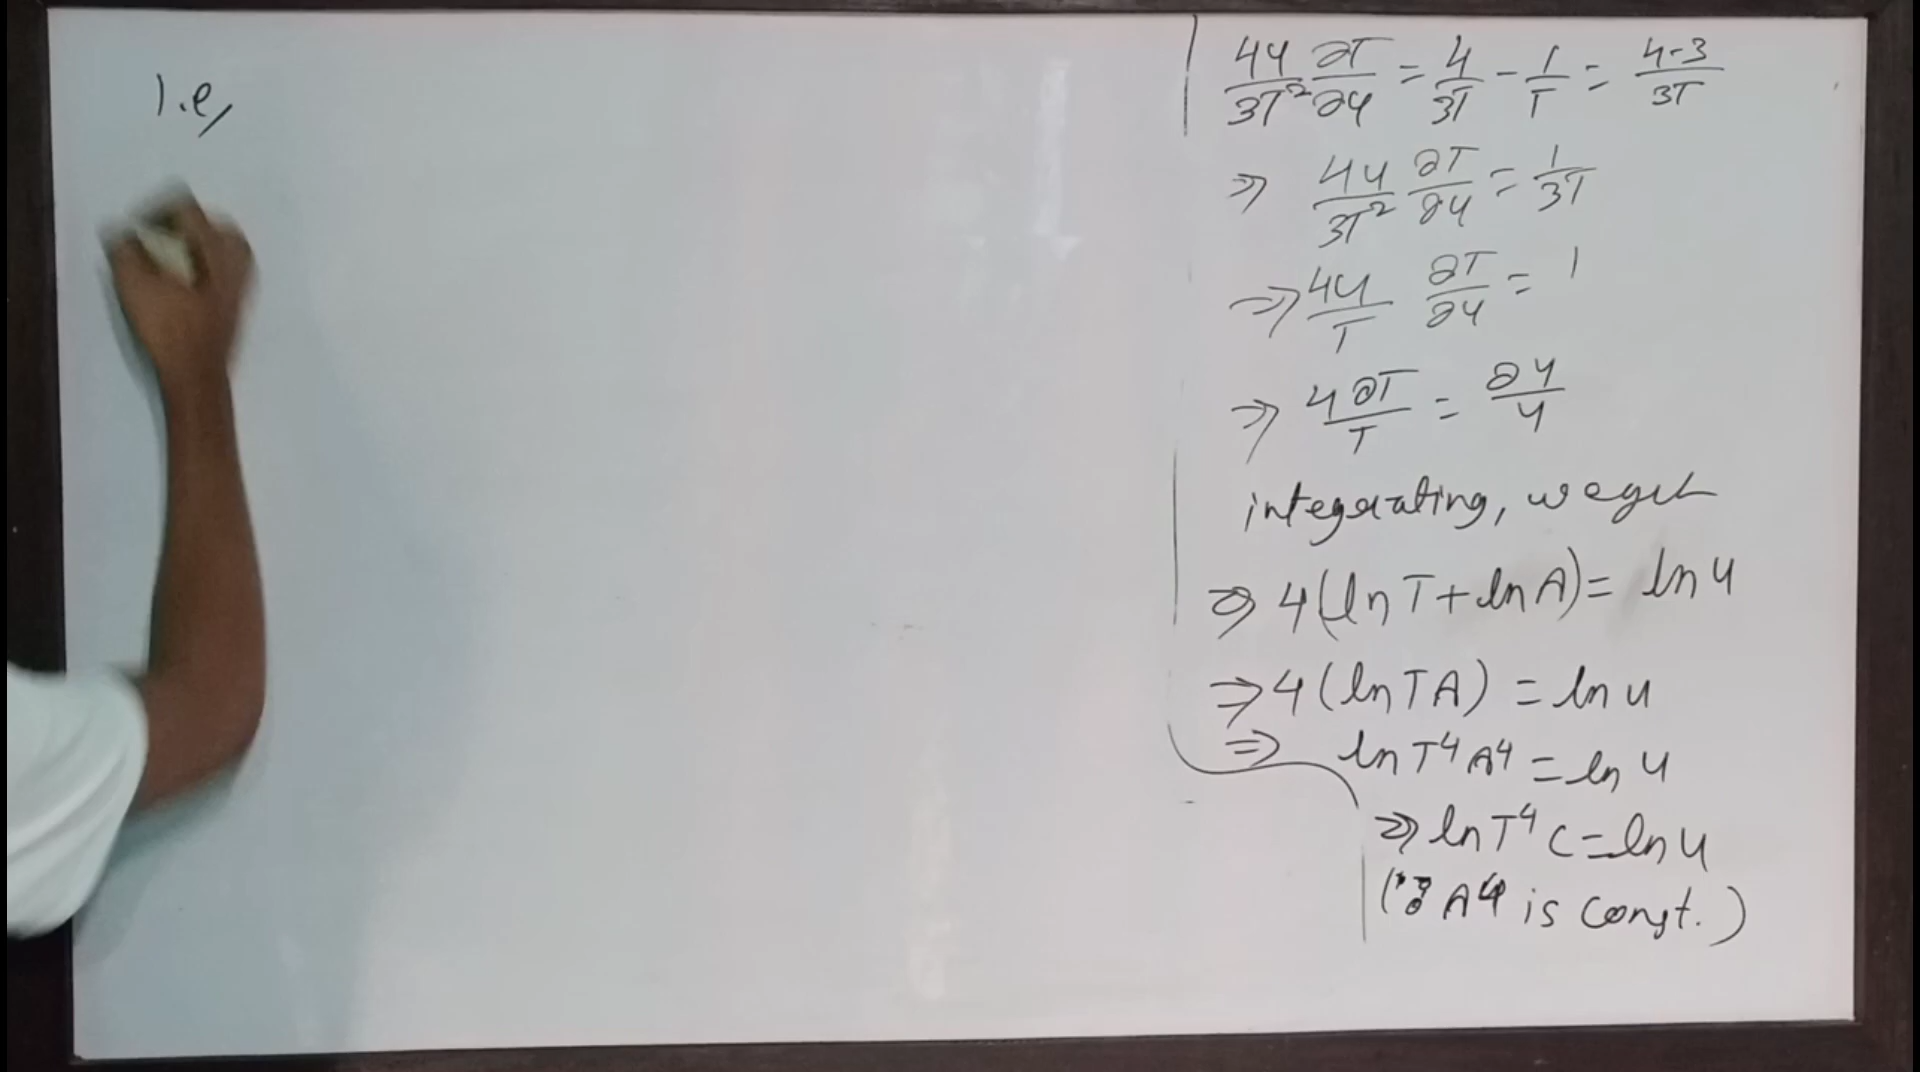 I.e,
4u/3T² ∂T/∂u = 4/3T - 1/T = 4-3/3T
⇒ 4u/3T² ∂T/∂u = 1/3T
⇒ 4u/T ∂T/∂u = 1
⇒ 4∂T/T = ∂u/u
integerating, we get
⇒ 4(ln T + ln A) = ln u
⇒ 4(ln TA) = ln u
⇒ ln T⁴A⁴ = ln u
⇒ ln T⁴ C = ln u
(∵ A⁴ is const.)